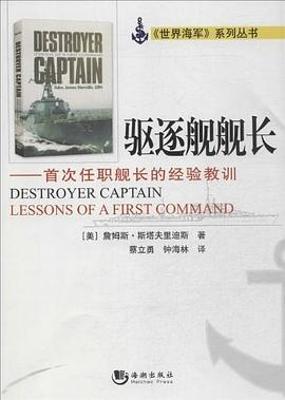 《世界海军》系列丛书
DESTROYER
CAPTAIN
驱逐舰舰长
——首次任职舰长的经验教训
DESTROYER CAPTAIN
LESSONS OF A FIRST COMMAND
[美] 詹姆斯·斯塔夫里迪斯 著
蔡立勇 钟海林 译
海潮出版社
Haichao Press